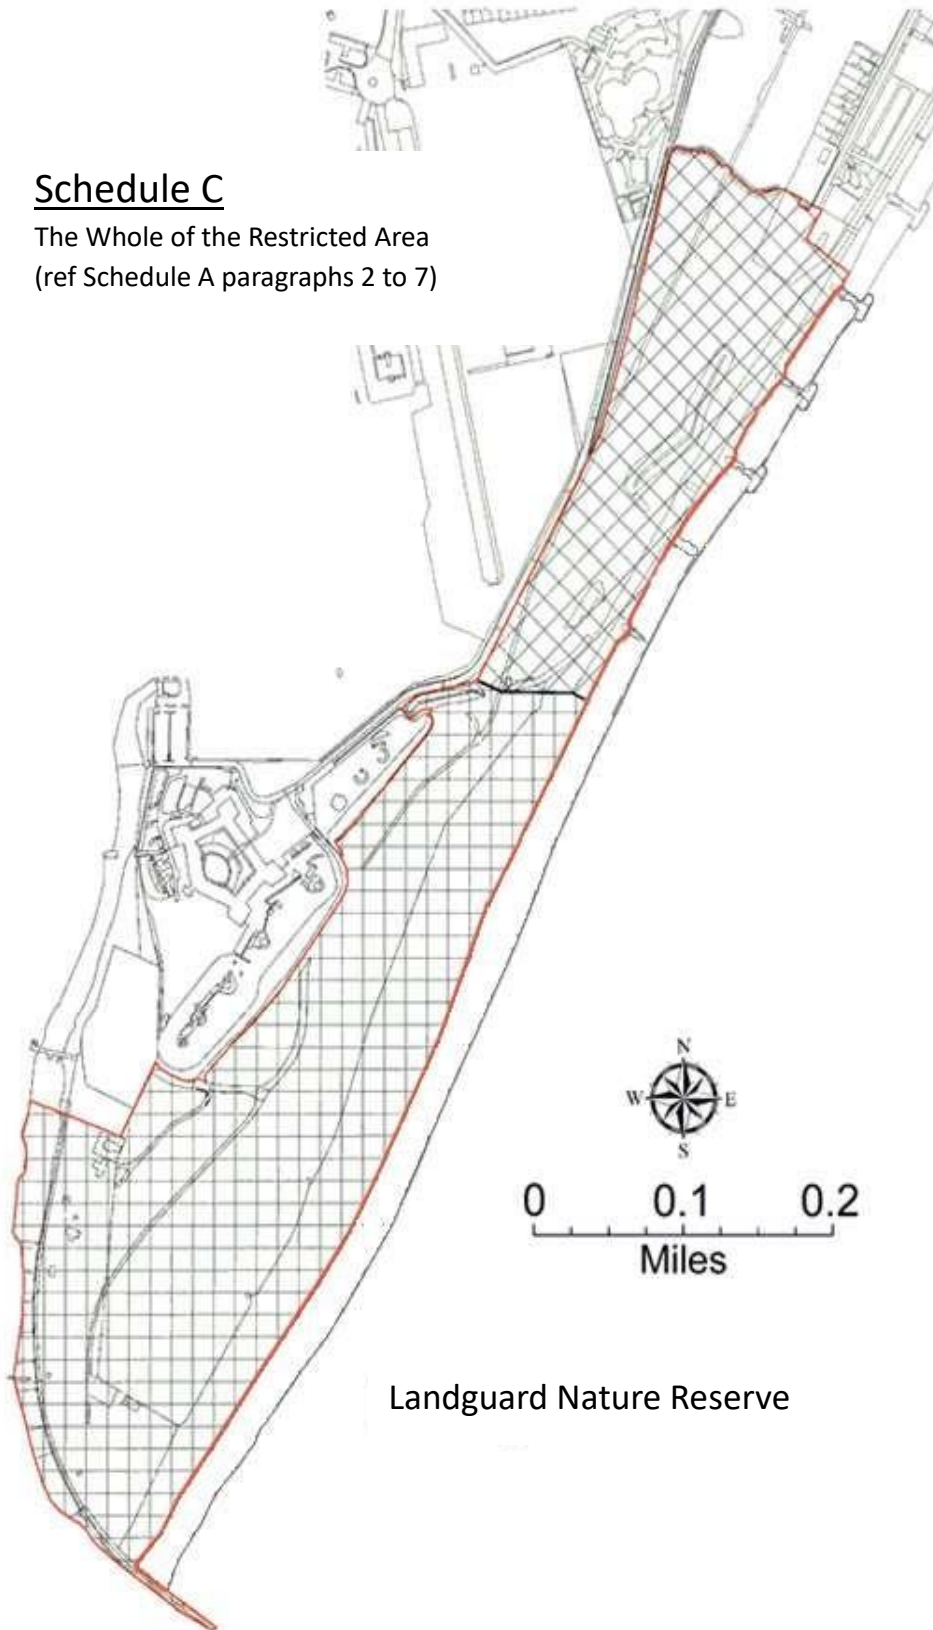 Schedule C
The Whole of the Restricted Area
(ref Schedule A paragraphs 2 to 7)
N
W E
S
0 0.1 0.2
Miles
Landguard Nature Reserve